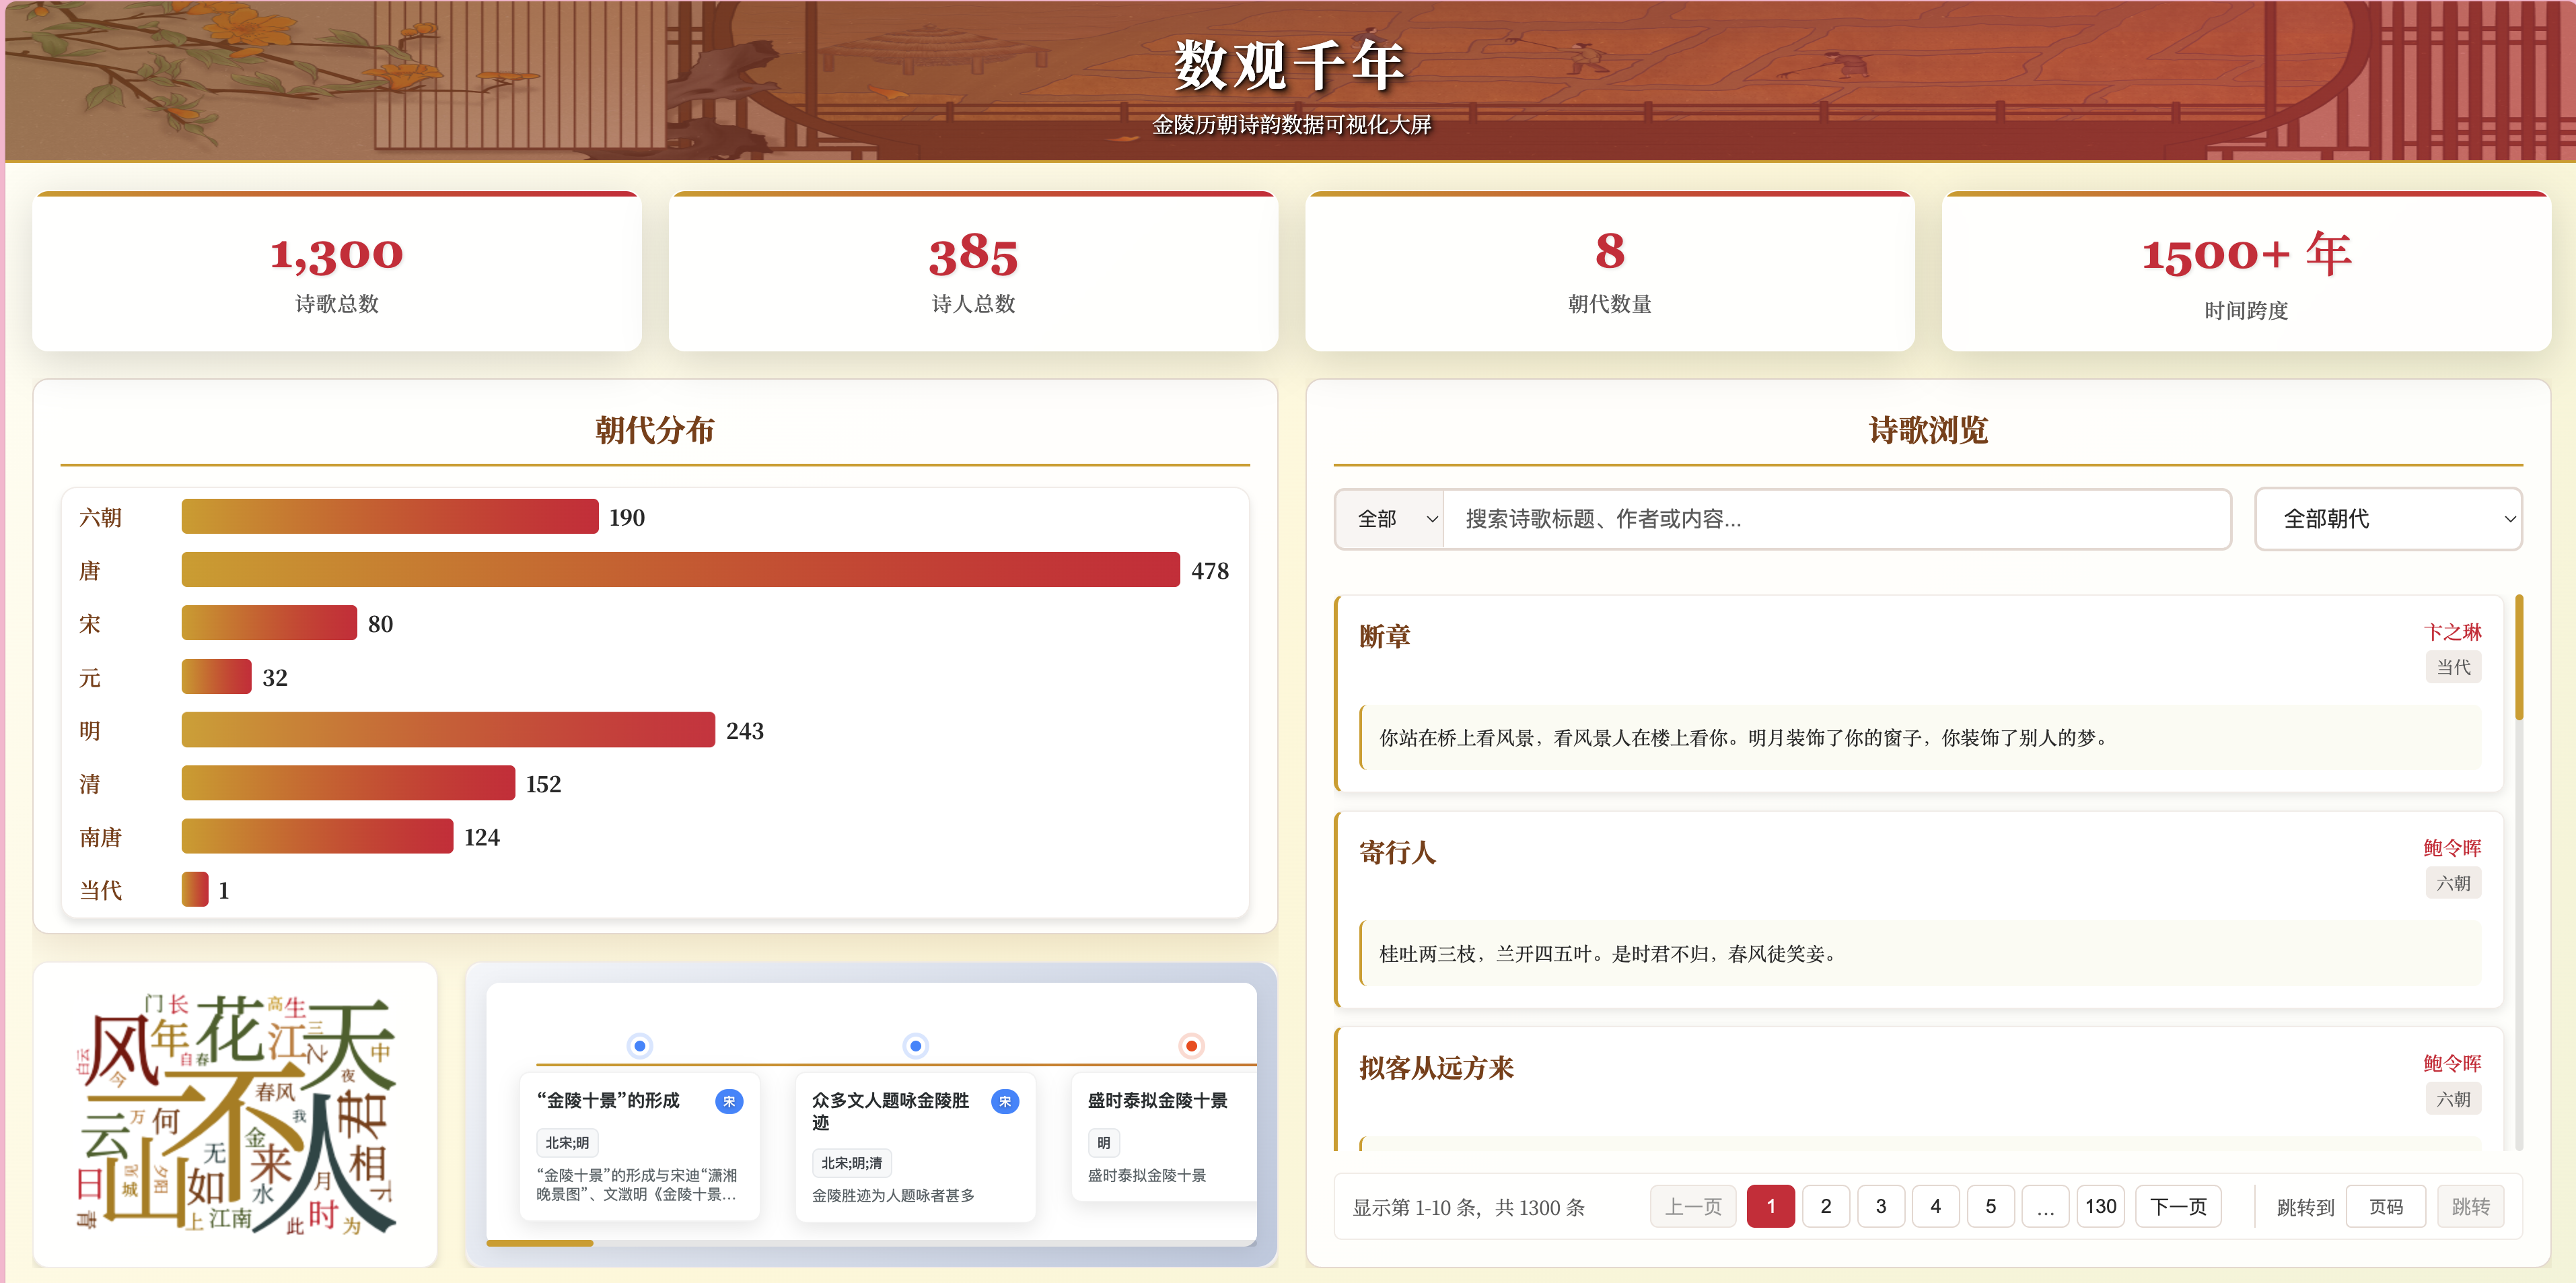 数观千年
金陵历朝诗韵数据可视化大屏
1,300
诗歌总数
385
诗人总数
8
朝代数量
1500+ 年
时间跨度
朝代分布
六朝 190
唐 478
宋 80
元 32
明 243
清 152
南唐 124
当代 1
门 长 花 高 生 天
风 年 自 春 江 三 之 中
白云 今 不 春风 夜
云 万 何 我 君
山 城 夕阳 无 金 来 人 相 下
日 如 水 月
青 上 江南 此 时 为
“金陵十景”的形成 宋
北宋;明
“金陵十景”的形成与宋迪“潇湘
晚景图”、文徵明《金陵十景...
众多文人题咏金陵胜
迹
宋
北宋;明;清
金陵胜迹为人题咏者甚多
盛时泰拟金陵十景
明
盛时泰拟金陵十景
诗歌浏览
全部 搜索诗歌标题、作者或内容... 全部朝代
断章 卞之琳
当代
你站在桥上看风景，看风景人在楼上看你。明月装饰了你的窗子，你装饰了别人的梦。
寄行人 鲍令晖
六朝
桂吐两三枝，兰开四五叶。是时君不归，春风徒笑妾。
拟客从远方来 鲍令晖
六朝
显示第 1-10 条，共 1300 条 上一页 1 2 3 4 5 ... 130 下一页 跳转到 页码 跳转